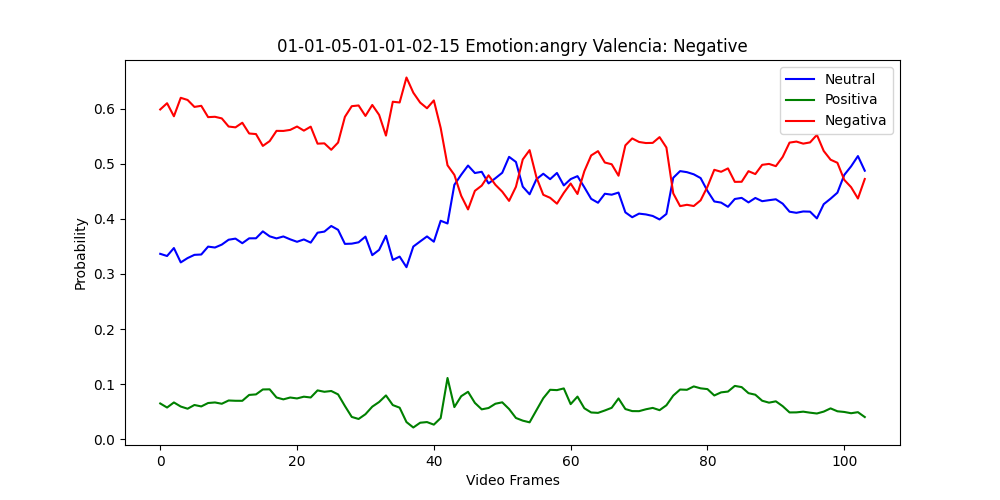 01-01-05-01-01-02-15 Emotion:angry Valencia: Negative
Neutral
Positiva
Negativa
Probability
0.6
0.5
0.4
0.3
0.2
0.1
0.0
0 20 40 60 80 100
Video Frames